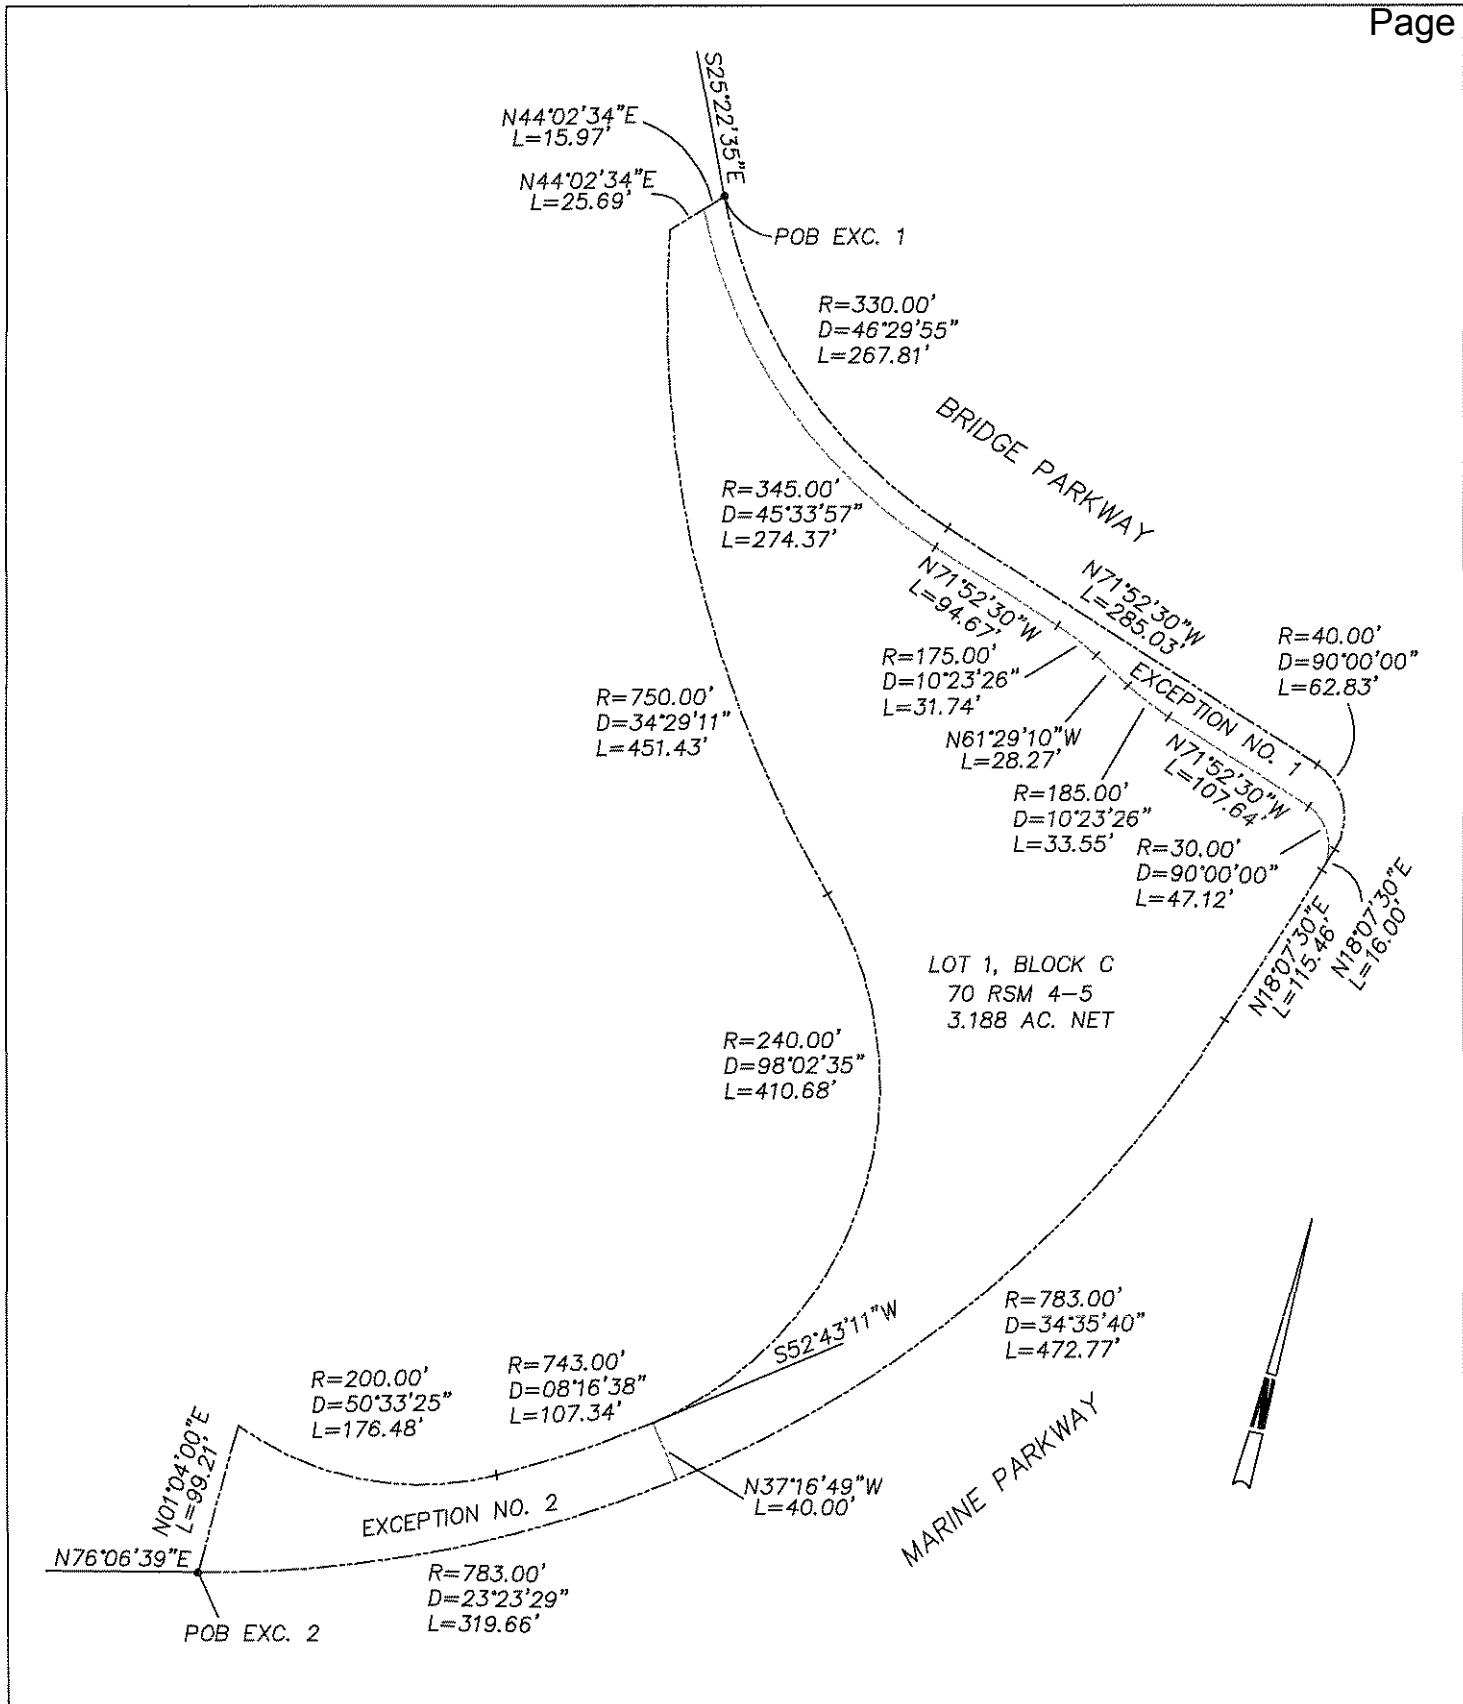 Page
S25°22'35"E
N44°02'34"E
L=15.97'
N44°02'34"E
L=25.69'
POB EXC. 1
R=330.00'
D=46°29'55"
L=267.81'
BRIDGE PARKWAY
R=345.00'
D=45°33'57"
L=274.37'
N71°52'30"W
L=94.67'
N71°52'30"W
L=285.03'
R=40.00'
D=90°00'00"
L=62.83'
R=175.00'
D=10°23'26"
L=31.74'
EXCEPTION NO. 1
R=750.00'
D=34°29'11"
L=451.43'
N61°29'10"W
L=28.27'
N71°52'30"W
L=107.64'
R=185.00'
D=10°23'26"
L=33.55'
R=30.00'
D=90°00'00"
L=47.12'
N18°07'30"E
L=115.46'
N18°07'30"E
L=16.00'
LOT 1, BLOCK C
70 RSM 4-5
3.188 AC. NET
R=240.00'
D=98°02'35"
L=410.68'
R=783.00'
D=34°35'40"
L=472.77'
S52°43'11"W
R=743.00'
D=08°16'38"
L=107.34'
R=200.00'
D=50°33'25"
L=176.48'
N01°04'00"E
L=99.21'
N37°16'49"W
L=40.00'
MARINE PARKWAY
EXCEPTION NO. 2
N76°06'39"E
R=783.00'
D=23°23'29"
L=319.66'
POB EXC. 2